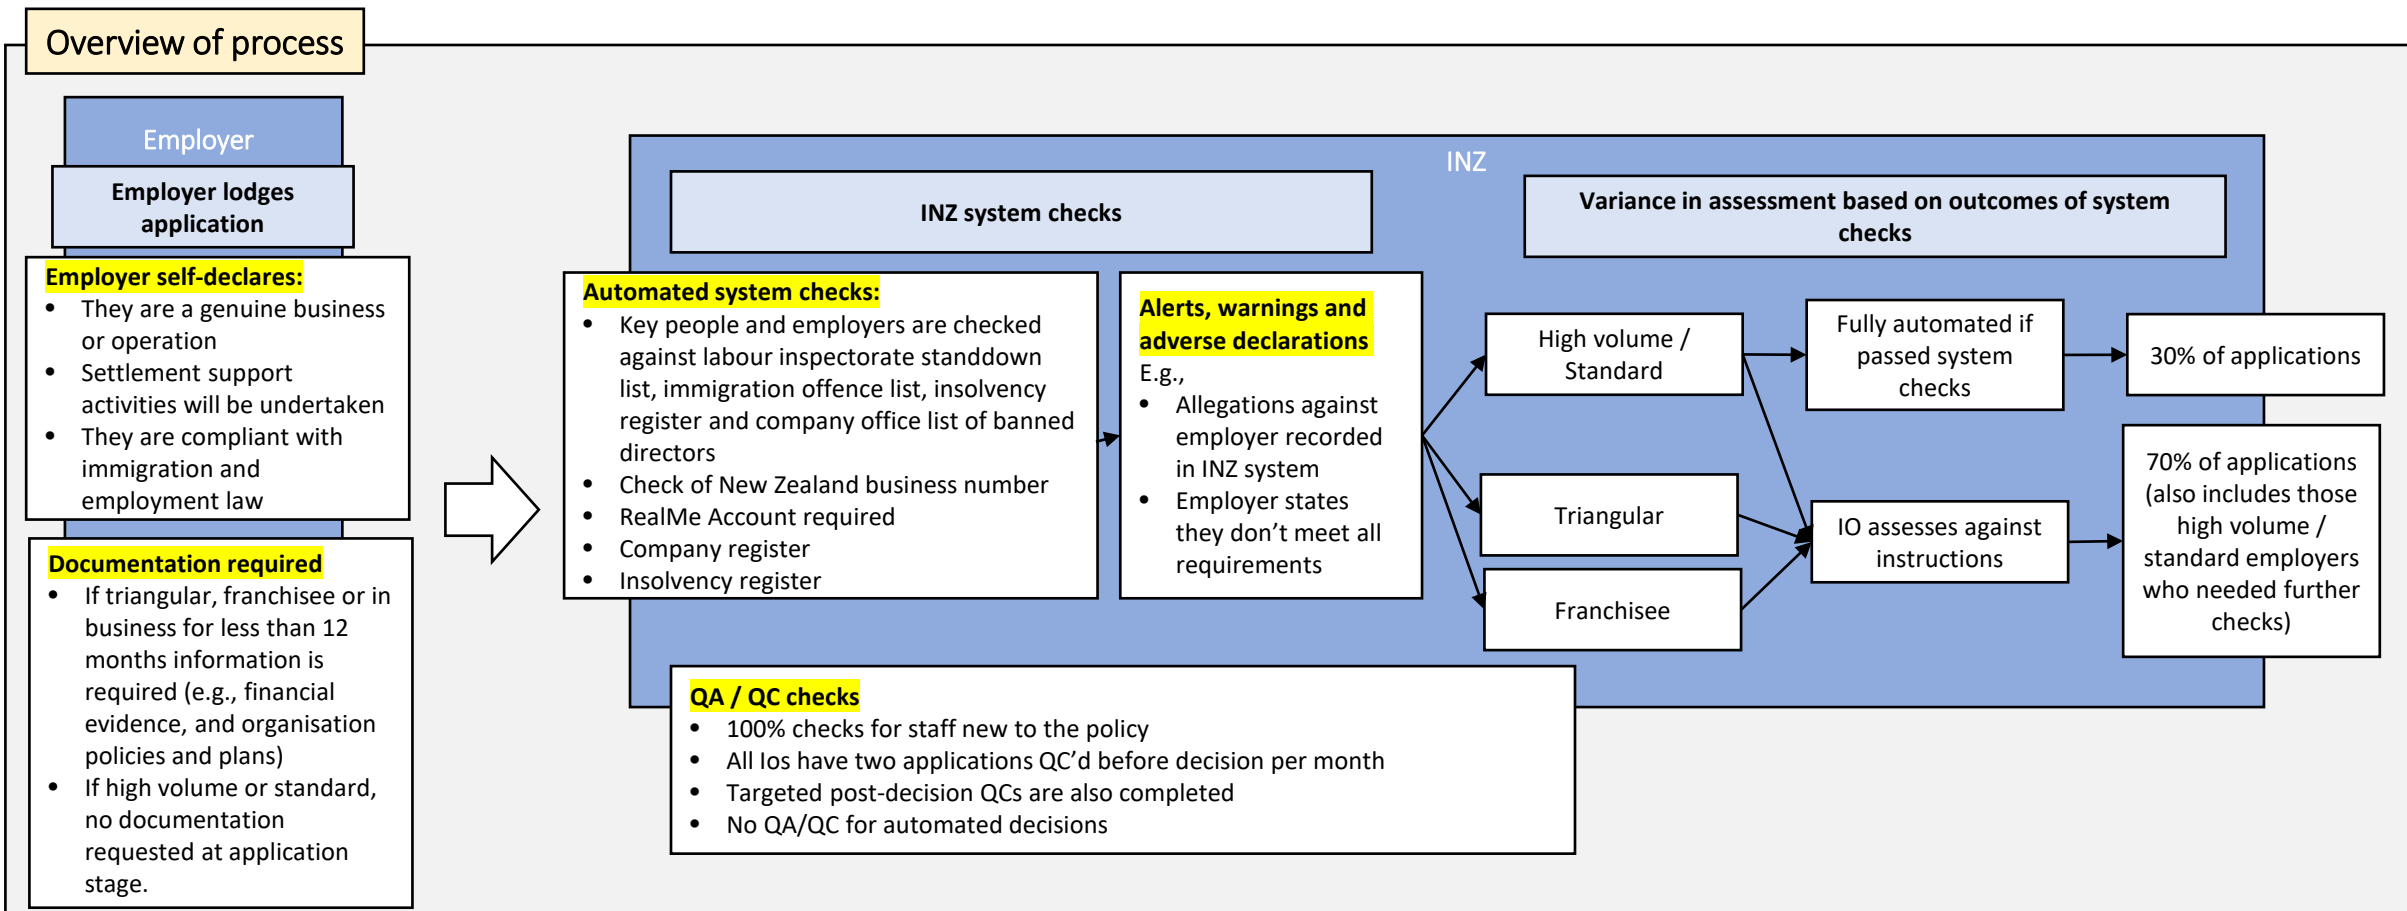 Overview of process
Employer
Employer lodges
application
Employer self-declares:
• They are a genuine business
or operation
• Settlement support
activities will be undertaken
• They are compliant with
immigration and
employment law
Documentation required
• If triangular, franchisee or in
business for less than 12
months information is
required (e.g., financial
evidence, and organisation
policies and plans)
• If high volume or standard,
no documentation
requested at application
stage.
INZ
INZ system checks
Automated system checks:
• Key people and employers are checked
against labour inspectorate standdown
list, immigration offence list, insolvency
register and company office list of banned
directors
• Check of New Zealand business number
• RealMe Account required
• Company register
• Insolvency register
Alerts, warnings and
adverse declarations
E.g.,
• Allegations against
employer recorded
in INZ system
• Employer states
they don’t meet all
requirements
Variance in assessment based on outcomes of system
checks
High volume /
Standard
Triangular
Franchisee
Fully automated if
passed system
checks
IO assesses against
instructions
30% of applications
70% of applications
(also includes those
high volume /
standard employers
who needed further
checks)
QA / QC checks
• 100% checks for staff new to the policy
• All Ios have two applications QC’d before decision per month
• Targeted post-decision QCs are also completed
• No QA/QC for automated decisions